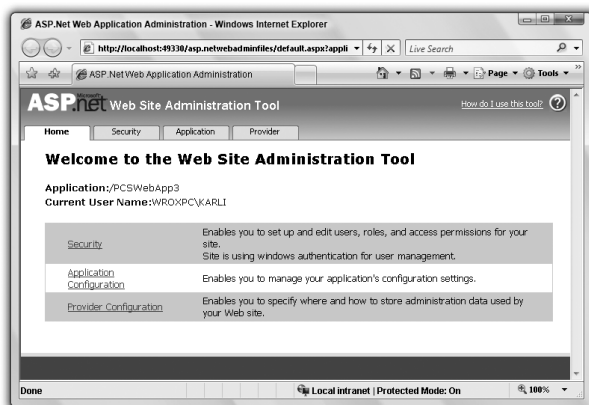 ASP.Net Web Application Administration - Windows Internet Explorer
http://localhost:49330/asp.netwebadminfiles/default.aspx?appli
Live Search
ASP.Net Web Application Administration
Page
Tools
Microsoft
ASP.net Web Site Administration Tool
How do I use this tool? ?
Home Security Application Provider
Welcome to the Web Site Administration Tool
Application:/PCSWebApp3
Current User Name:WROXPC\KARLI
Security
Enables you to set up and edit users, roles, and access permissions for your
site.
Site is using windows authentication for user management.
Application
Configuration
Enables you to manage your application's configuration settings.
Provider Configuration
Enables you to specify where and how to store administration data used by
your Web site.
Done
Local intranet | Protected Mode: On
100%